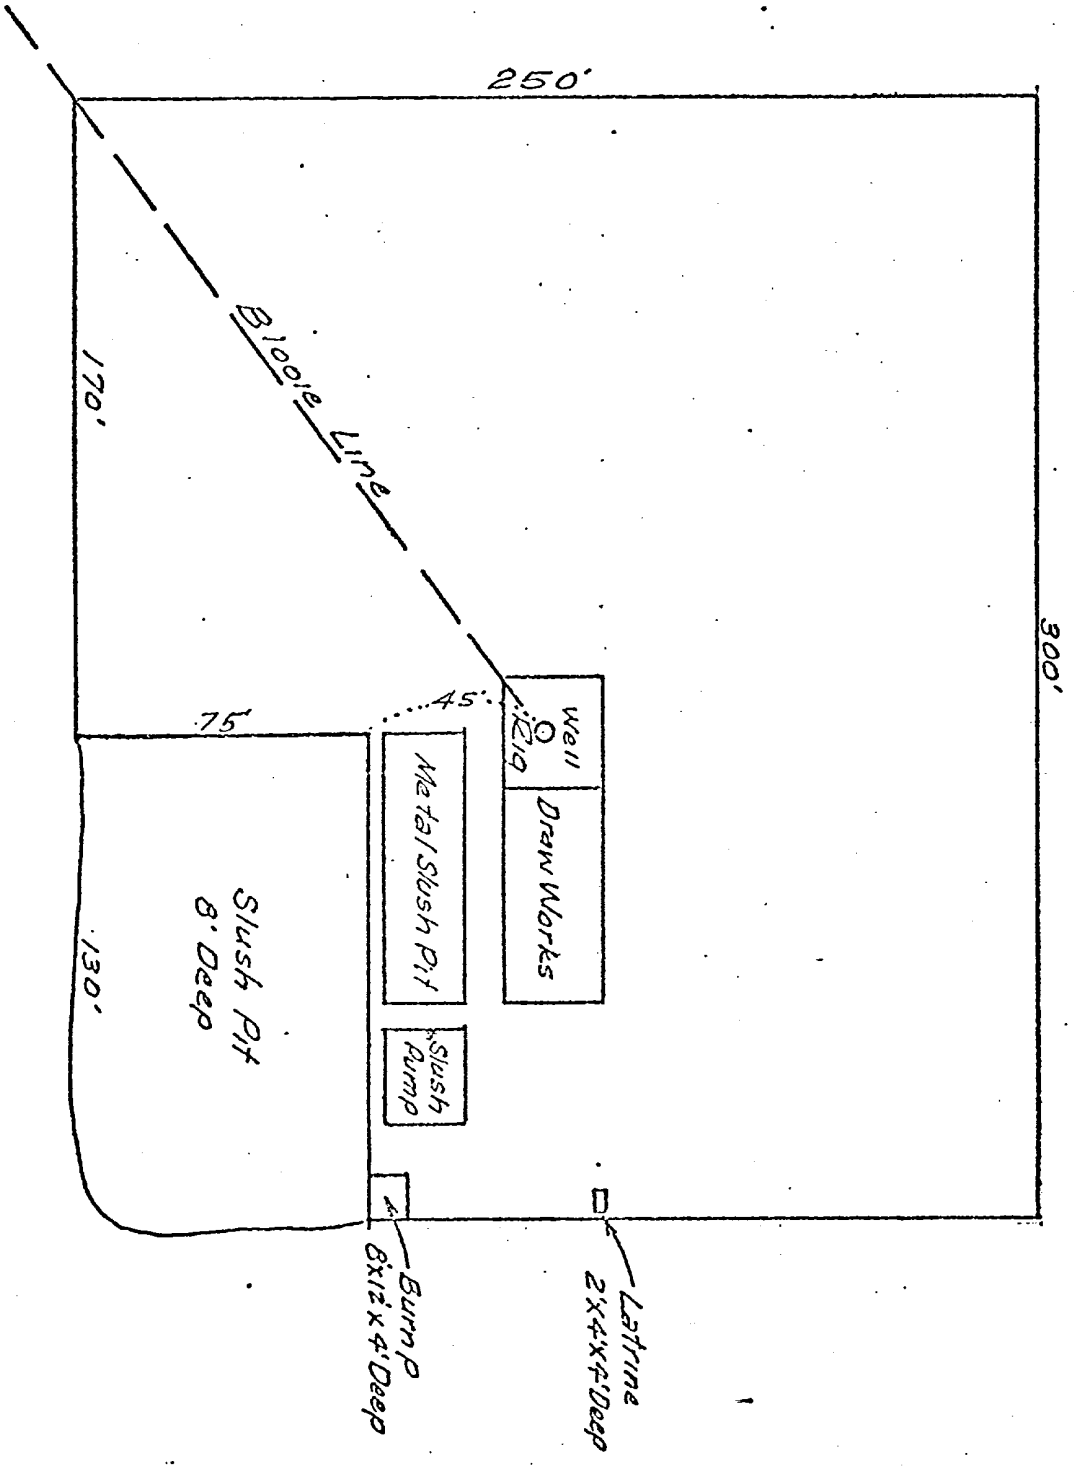 250'
300'
170'
Blooie Line
45'
75'
Well
Rig
Draw Works
Metal Slush Pit
Slush
Pump
Slush Pit
8' Deep
130'
Latrine
2'x4'x4' Deep
Burn P
8'x12'x4' Deep